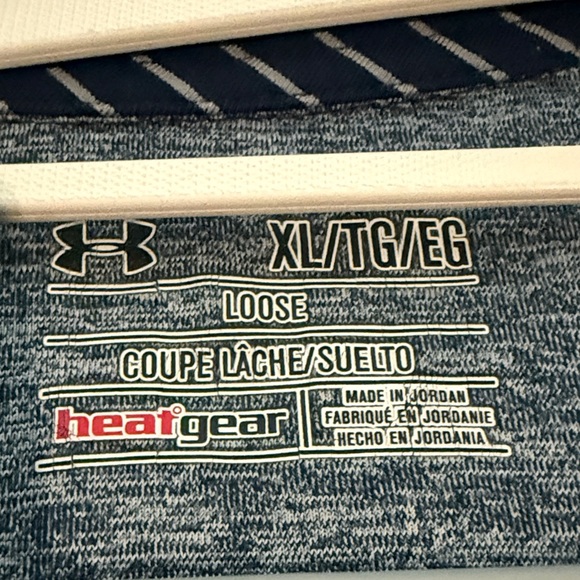 XL/TG/EG
LOOSE
COUPE LÂCHE/SUELTO
heatgear
MADE IN JORDAN
FABRIQUÉ EN JORDANIE
HECHO EN JORDANIA